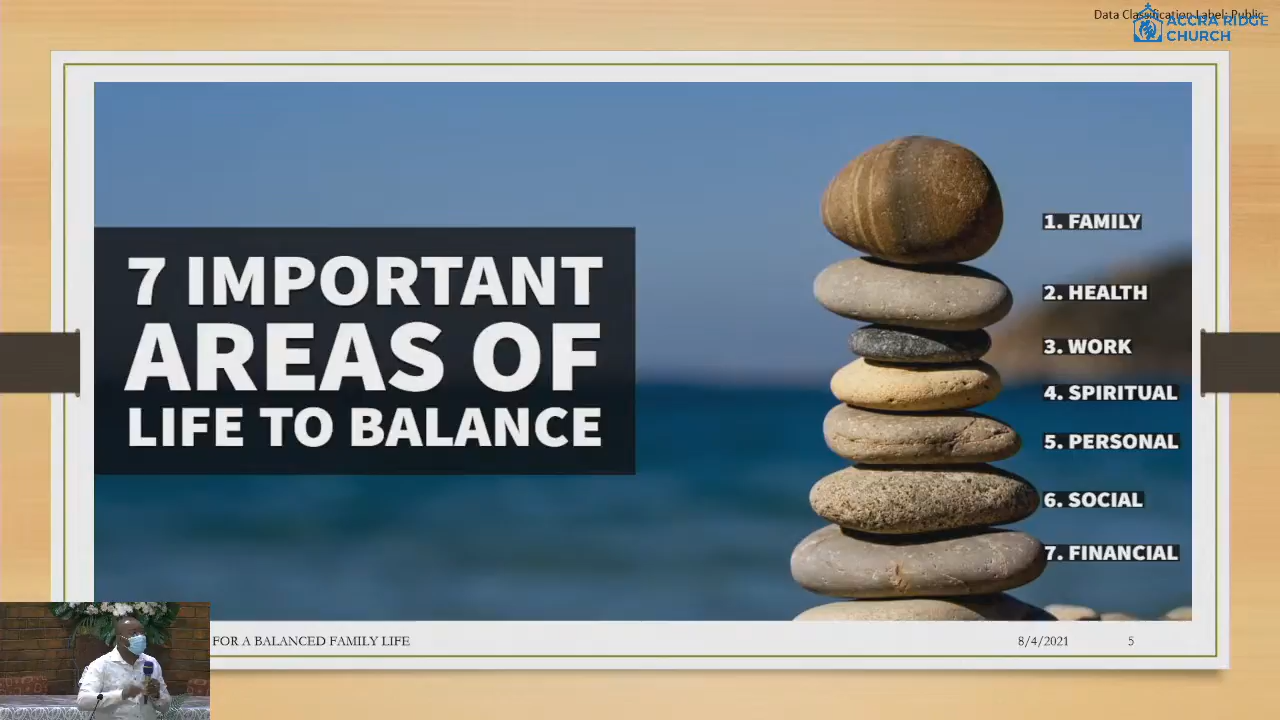 Data Classification Label: Public
ACCRA RIDGE
CHURCH
7 IMPORTANT
AREAS OF
LIFE TO BALANCE
1. FAMILY
2. HEALTH
3. WORK
4. SPIRITUAL
5. PERSONAL
6. SOCIAL
7. FINANCIAL
FOR A BALANCED FAMILY LIFE
8/4/2021
5